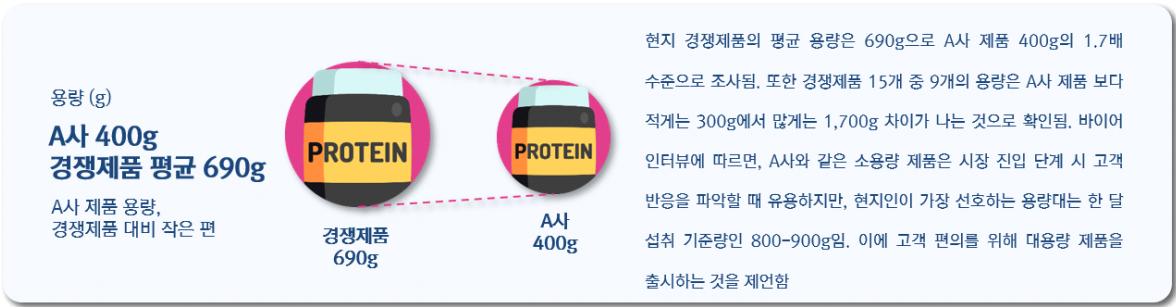 용량 (g)
A사 400g
경쟁제품 평균 690g
A사 제품 용량,
경쟁제품 대비 작은 편
PROTEIN
경쟁제품
690g
PROTEIN
A사
400g
현지 경쟁제품의 평균 용량은 690g으로 A사 제품 400g의 1.7배
수준으로 조사됨. 또한 경쟁제품 15개 중 9개의 용량은 A사 제품 보다
적게는 300g에서 많게는 1,700g 차이가 나는 것으로 확인됨. 바이어
인터뷰에 따르면, A사와 같은 소용량 제품은 시장 진입 단계 시 고객
반응을 파악할 때 유용하지만, 현지인이 가장 선호하는 용량대는 한 달
섭취 기준량인 800-900g임. 이에 고객 편의를 위해 대용량 제품을
출시하는 것을 제언함